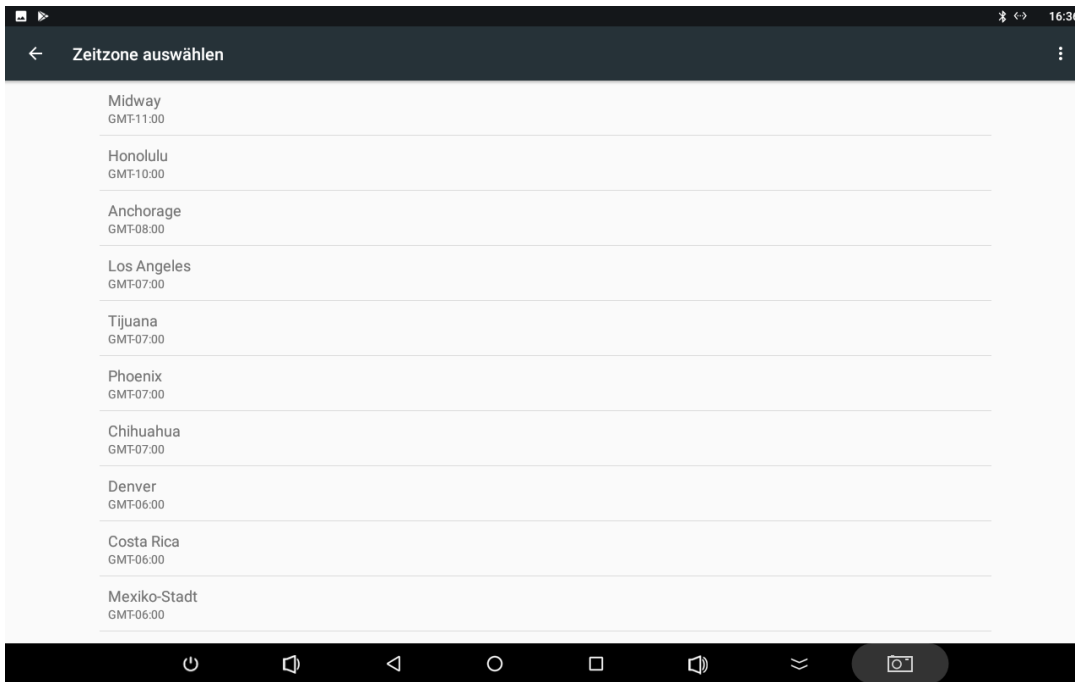 16:36
Zeitzone auswählen
Midway
GMT-11:00
Honolulu
GMT-10:00
Anchorage
GMT-08:00
Los Angeles
GMT-07:00
Tijuana
GMT-07:00
Phoenix
GMT-07:00
Chihuahua
GMT-07:00
Denver
GMT-06:00
Costa Rica
GMT-06:00
Mexiko-Stadt
GMT-06:00